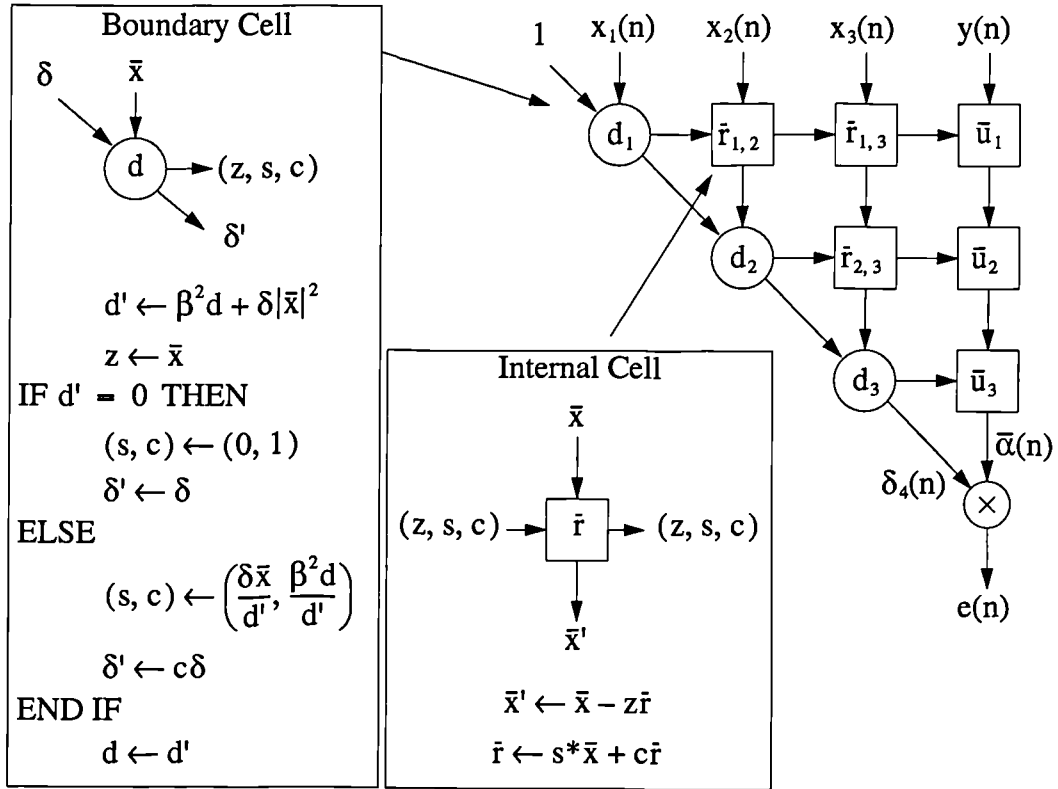 Boundary Cell
δ
x̄
d
(z, s, c)
δ'
d' ← β²d + δ|x̄|²
z ← x̄
IF d' = 0 THEN
(s, c) ← (0, 1)
δ' ← δ
ELSE
(s, c) ← (δx̄/d', β²d/d')
δ' ← cδ
END IF
d ← d'
Internal Cell
x̄
(z, s, c) r̄ (z, s, c)
x̄'
x̄' ← x̄ − zr̄
r̄ ← s*x̄ + cr̄
1 x₁(n) x₂(n) x₃(n) y(n)
d₁ r̄₁,₂ r̄₁,₃ ū₁
d₂ r̄₂,₃ ū₂
d₃ ū₃
ᾱ(n)
δ₄(n)
×
e(n)